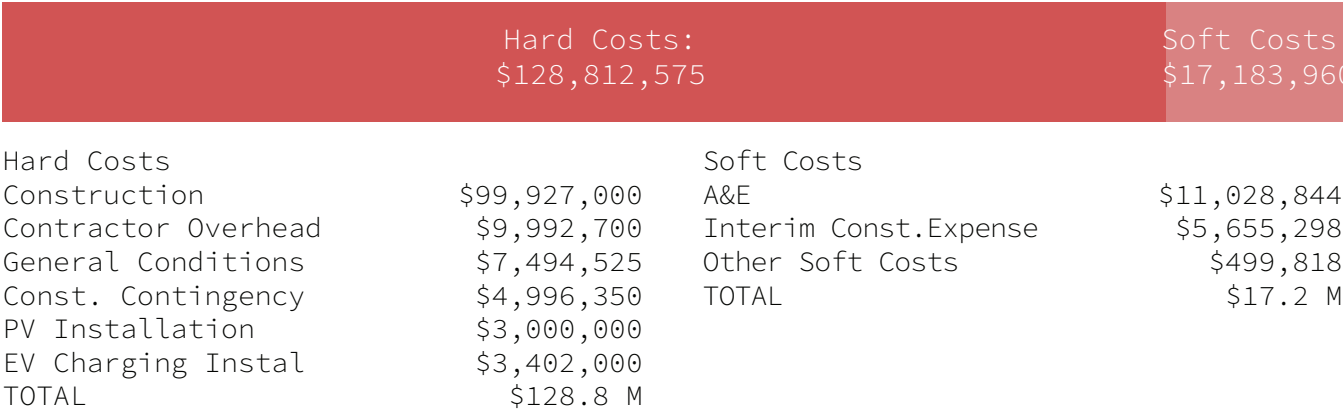 Hard Costs:
$128,812,575
Soft Costs
$17,183,960
Hard Costs
Construction $99,927,000
Contractor Overhead $9,992,700
General Conditions $7,494,525
Const. Contingency $4,996,350
PV Installation $3,000,000
EV Charging Instal $3,402,000
TOTAL $128.8 M
Soft Costs
A&E $11,028,844
Interim Const.Expense $5,655,298
Other Soft Costs $499,818
TOTAL $17.2 M